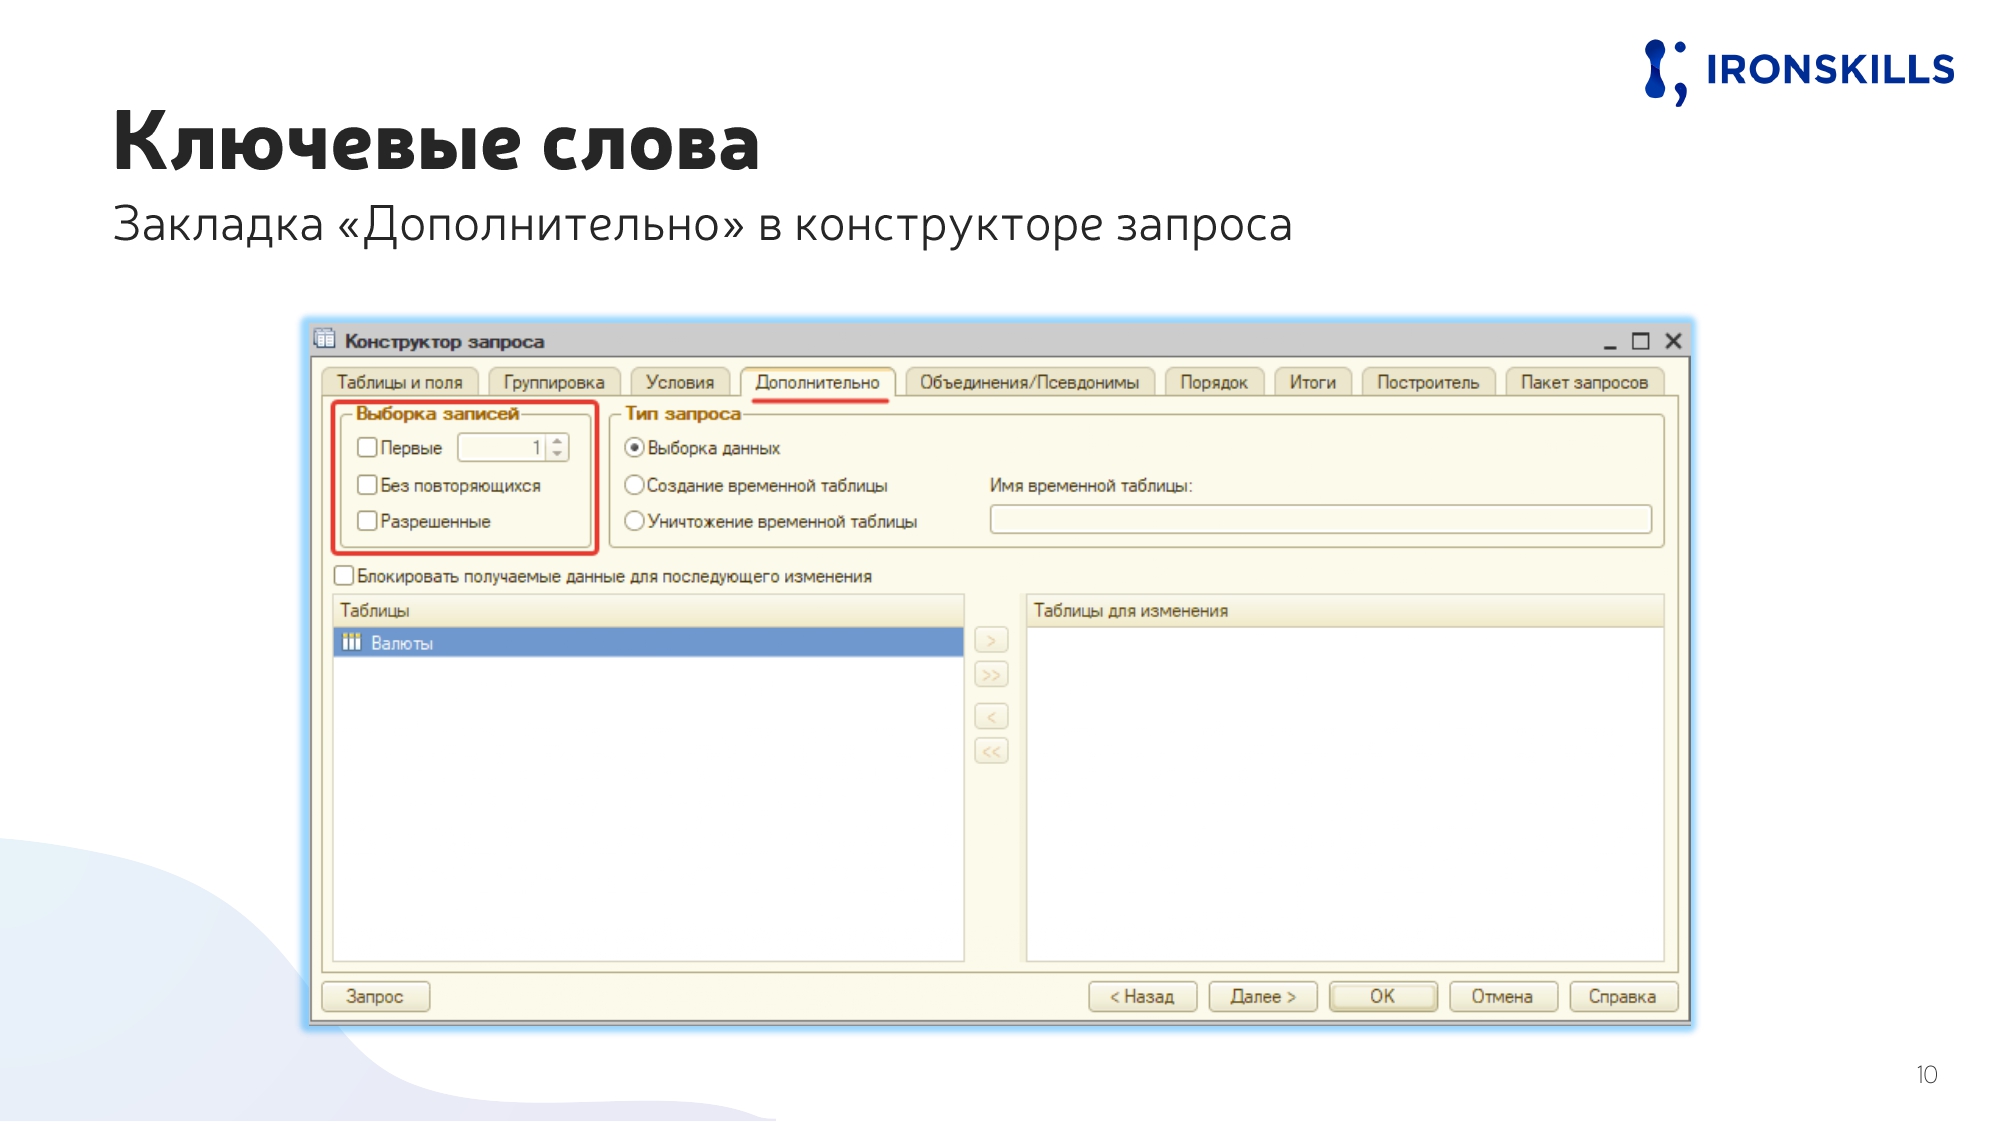 IRONSKILLS
Ключевые слова
Закладка «Дополнительно» в конструкторе запроса
Конструктор запроса
Таблицы и поля Группировка Условия Дополнительно Объединения/Псевдонимы Порядок Итоги Построитель Пакет запросов
Выборка записей
Первые 1
Без повторяющихся
Разрешенные
Тип запроса
Выборка данных
Создание временной таблицы
Уничтожение временной таблицы
Имя временной таблицы:
Блокировать получаемые данные для последующего изменения
Таблицы
Валюты
>
>>
<
<<
Таблицы для изменения
Запрос < Назад Далее > ОК Отмена Справка
10